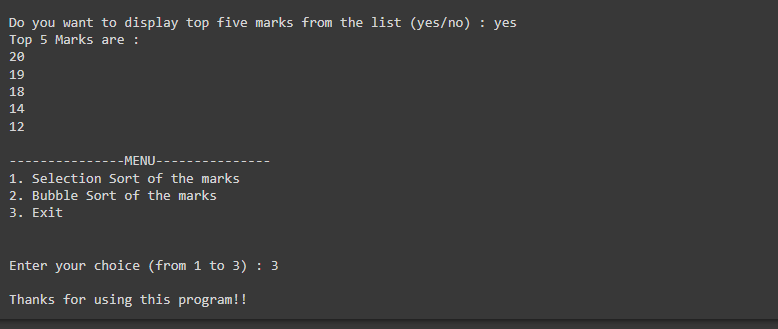 Do you want to display top five marks from the list (yes/no) : yes
Top 5 Marks are :
20
19
18
14
12
---------------MENU---------------
1. Selection Sort of the marks
2. Bubble Sort of the marks
3. Exit
Enter your choice (from 1 to 3) : 3
Thanks for using this program!!